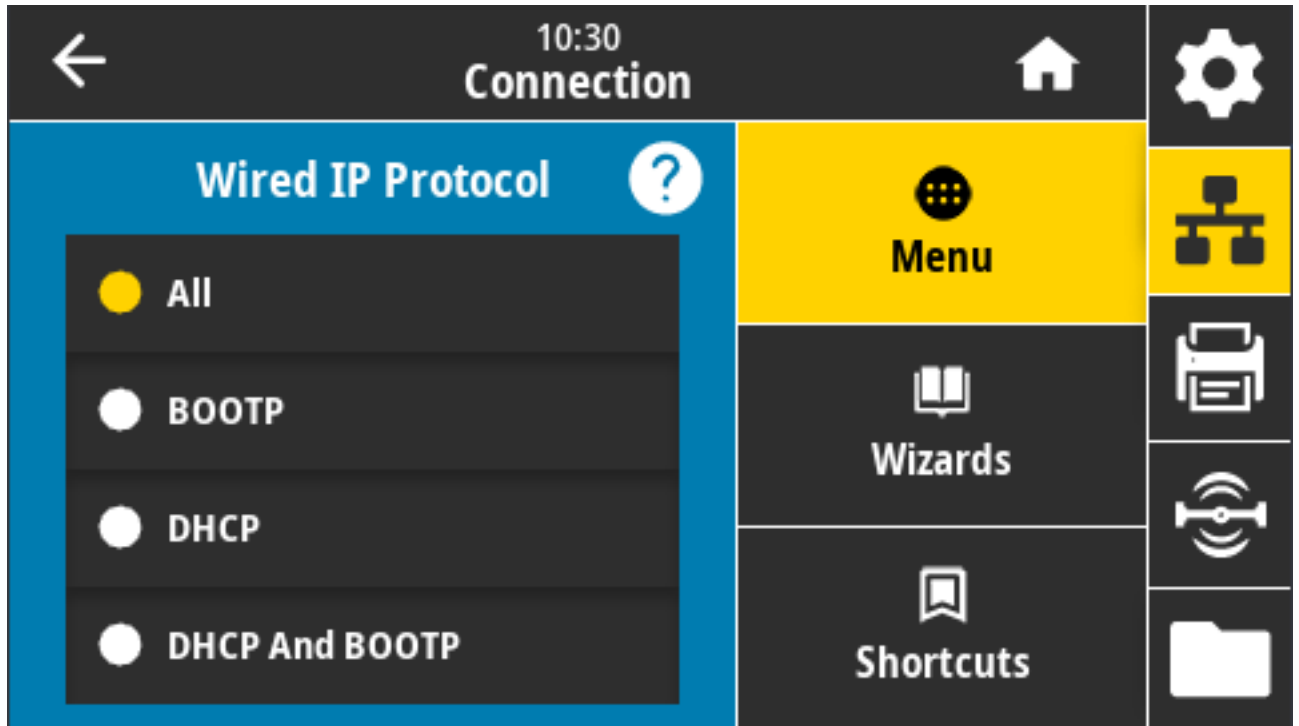 10:30
Connection
Wired IP Protocol
?
All
BOOTP
DHCP
DHCP And BOOTP
Menu
Wizards
Shortcuts